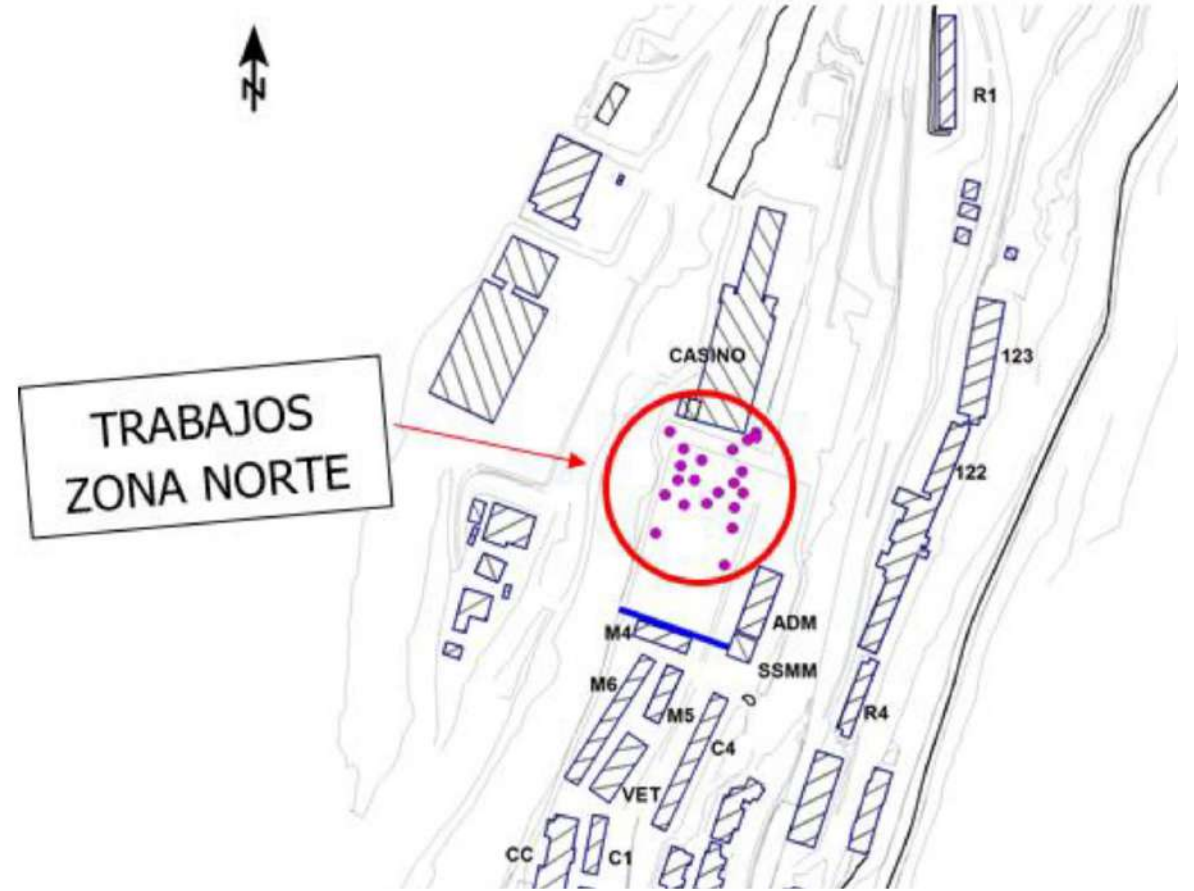 N
R1
CASINO
123
TRABAJOS
ZONA NORTE
122
ADM
M4
SSMM
M6
M5
R4
C4
VET
CC
C1